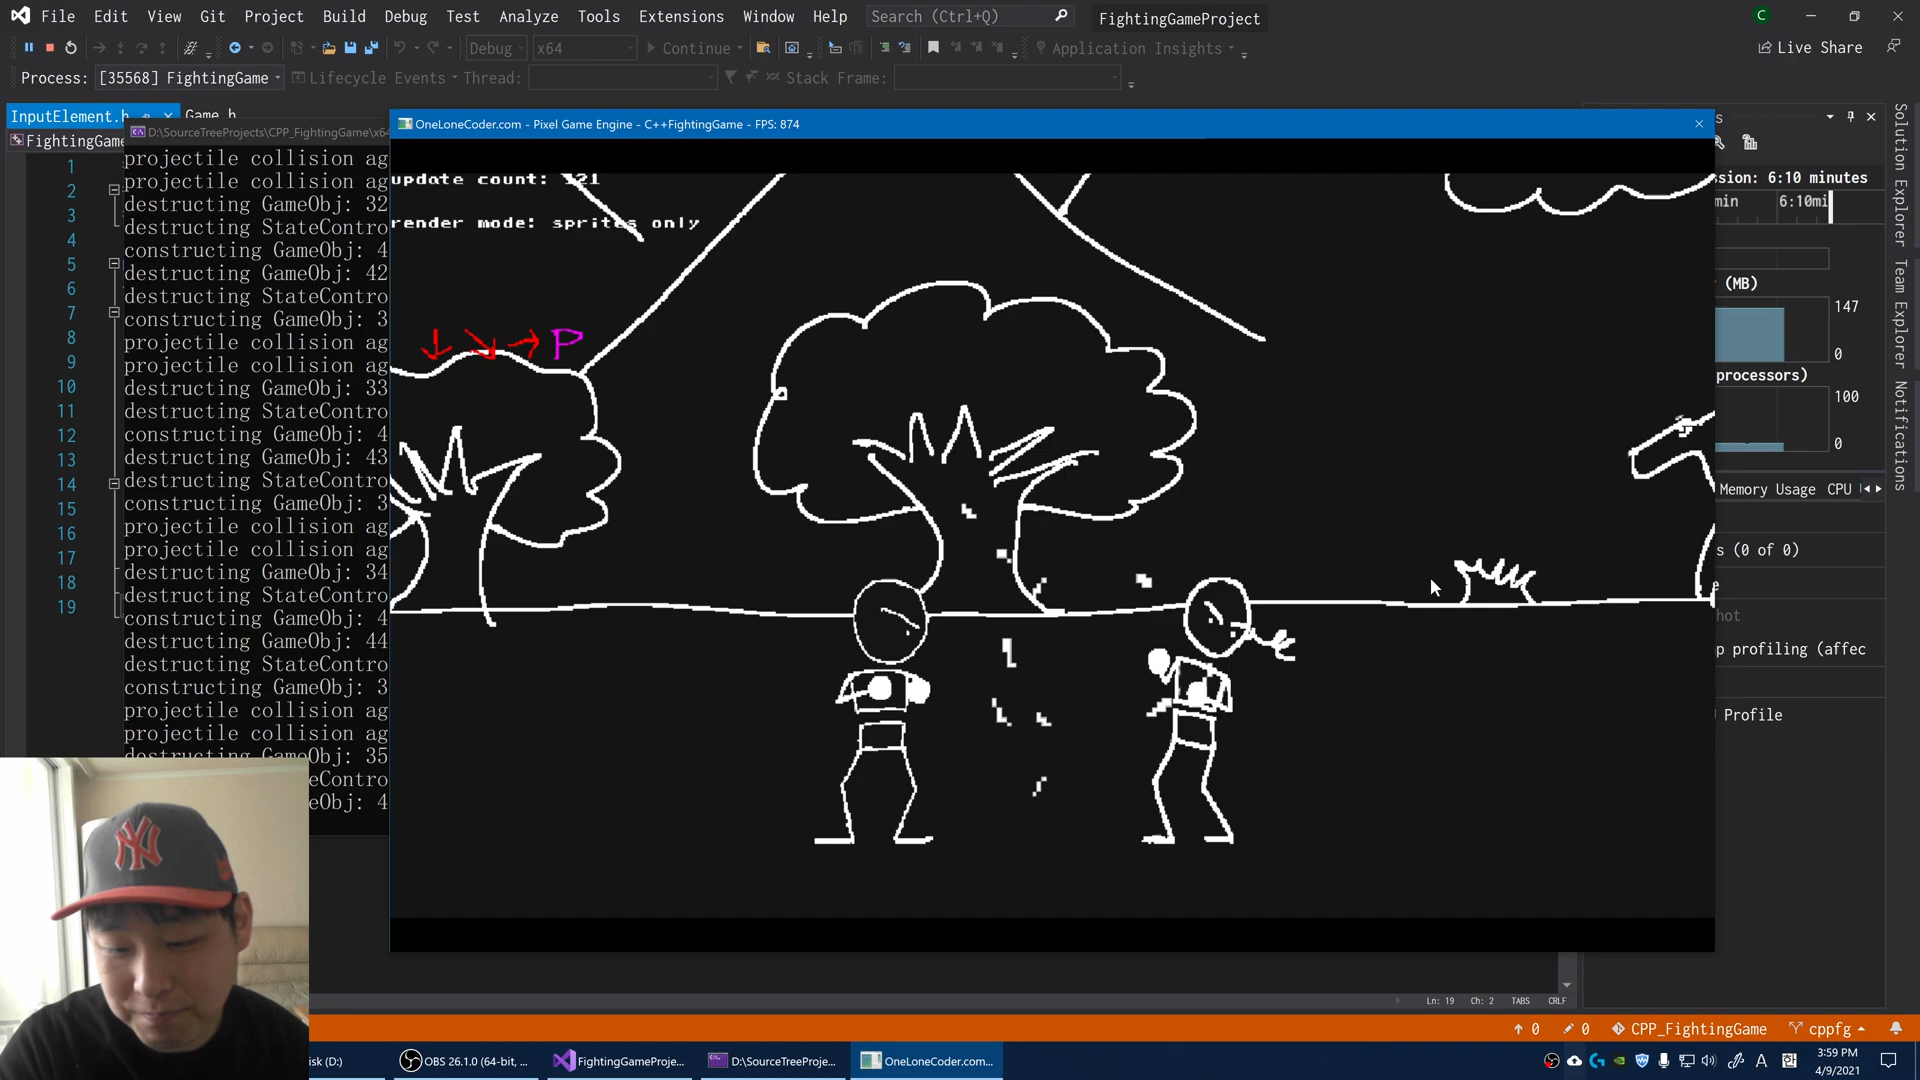 File Edit View Git Project Build Debug Test Analyze Tools Extensions Window Help Search (Ctrl+Q) FightingGameProject C
Debug x64 Continue Application Insights Live Share
Process: [35568] FightingGame Lifecycle Events Thread: Stack Frame:
InputElement.h Game.h
D:\SourceTreeProjects\CPP_FightingGame\x6
OneLoneCoder.com - Pixel Game Engine - C++FightingGame - FPS: 874
FightingGame
1
2
3
4
5
6
7
8
9
10
11
12
13
14
15
16
17
18
19
projectile collision ag
projectile collision ag
destructing GameObj: 32
destructing StateContro
constructing GameObj: 4
destructing GameObj: 42
destructing StateContro
constructing GameObj: 3
projectile collision ag
projectile collision ag
destructing GameObj: 33
destructing StateContro
constructing GameObj: 4
destructing GameObj: 43
destructing StateContro
constructing GameObj: 3
projectile collision ag
projectile collision ag
destructing GameObj: 34
destructing StateContro
constructing GameObj: 4
destructing GameObj: 44
destructing StateContro
constructing GameObj: 3
projectile collision ag
projectile collision ag
destructing GameObj: 35
eContro
eObj: 4
update count: 121
render mode: sprites only
↓ ↘ → P
ssion: 6:10 minutes
min 6:10mi
(MB)
147
0
processors)
100
0
Memory Usage CPU
s (0 of 0)
hot
p profiling (affec
Profile
Solution Explorer
Team Explorer
Notifications
NY
Ln: 19 Ch: 2 TABS CRLF
0 0 CPP_FightingGame cppfg
isk (D:) OBS 26.1.0 (64-bit, ... FightingGameProje... D:\SourceTreeProje... OneLoneCoder.com...
A 한 3:59 PM
4/9/2021